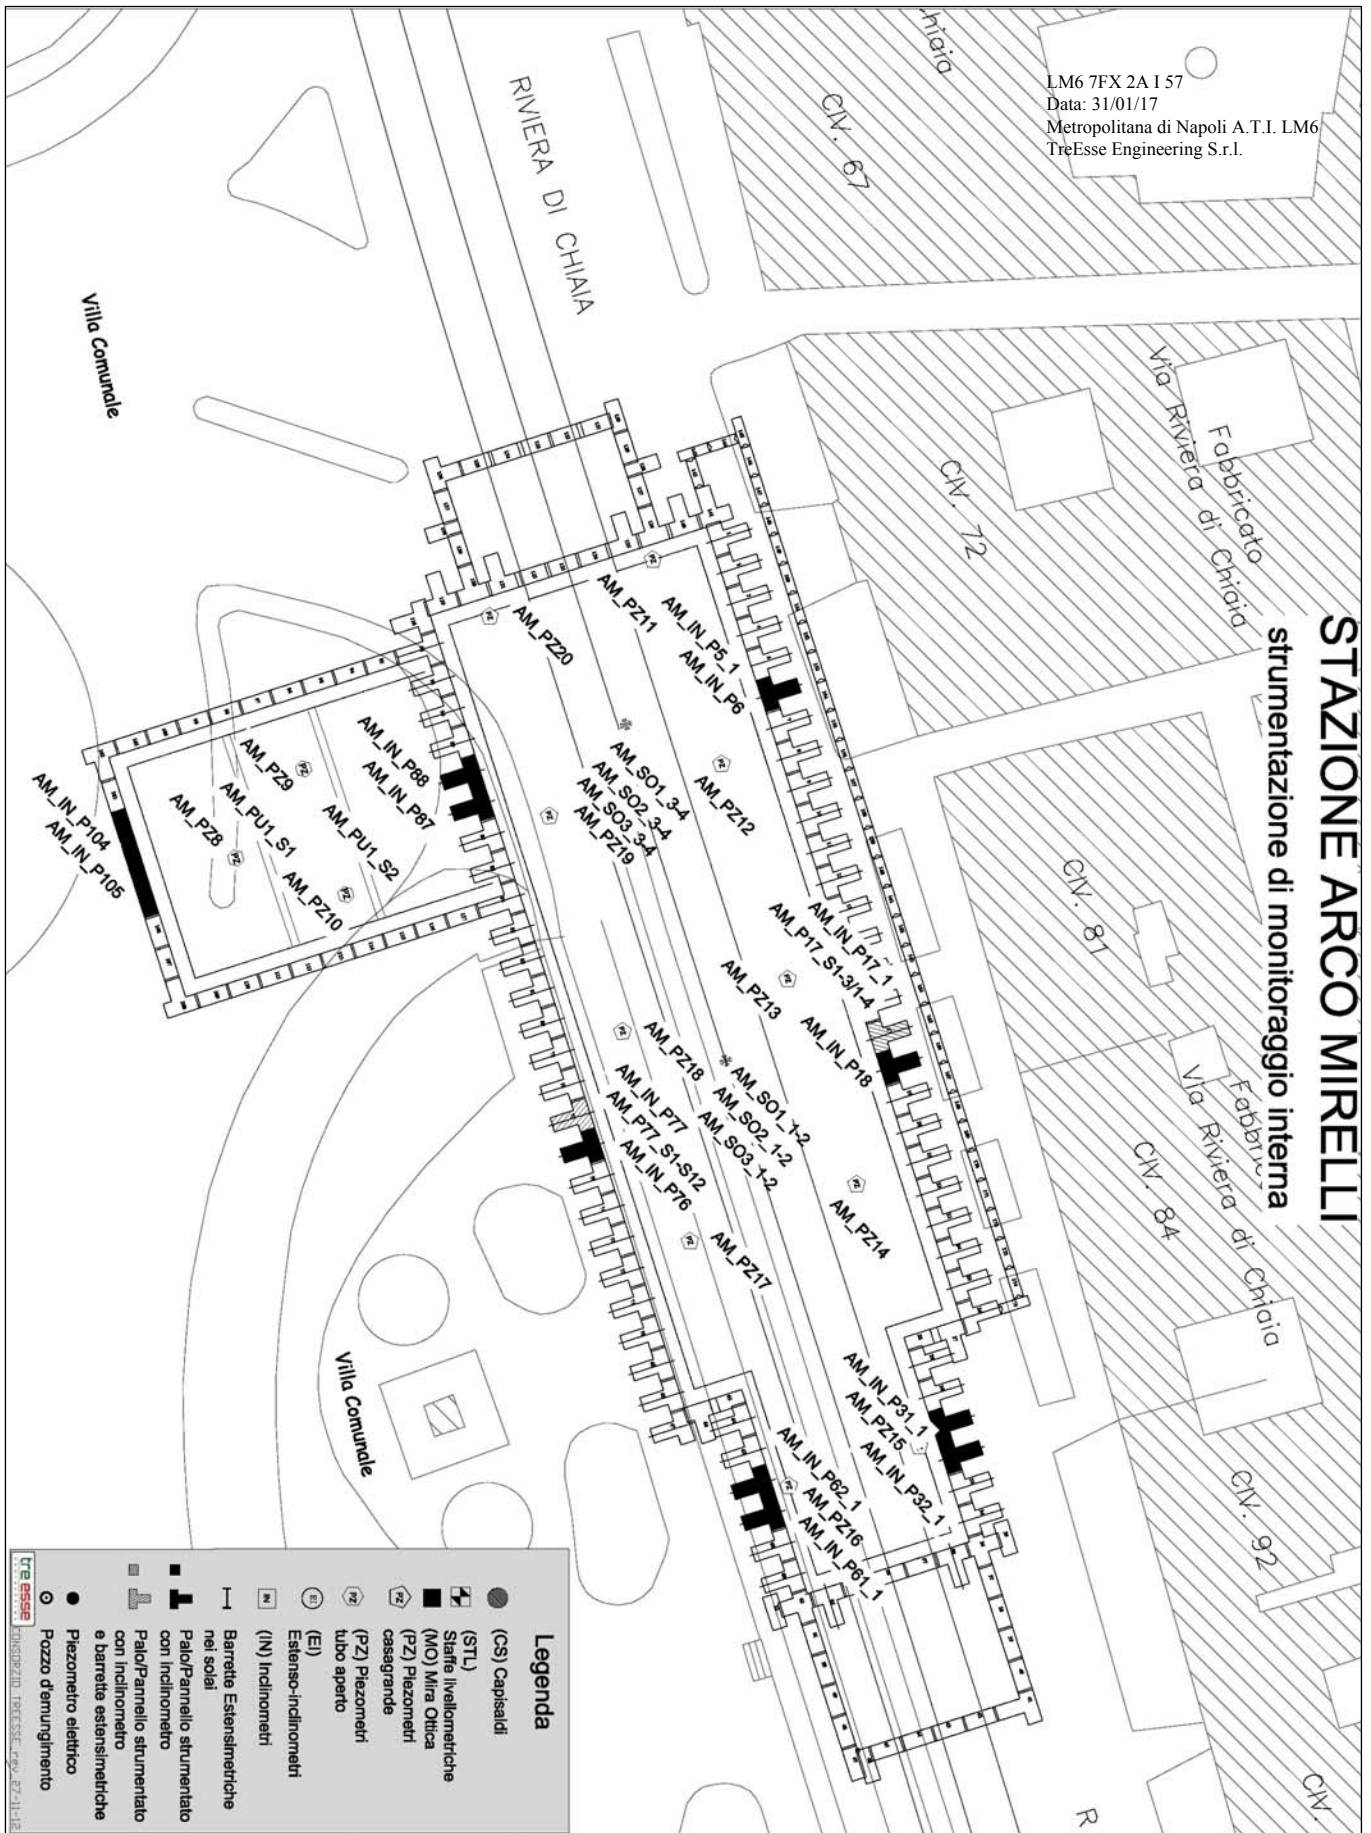 LM6 7FX 2A I 57
Data: 31/01/17
Metropolitana di Napoli A.T.I. LM6
TreEsse Engineering S.r.l.
STAZIONE ARCO MIRELLI
strumentazione di monitoraggio interna
hiaia
CIV. 67
RIVIERA DI CHIAIA
Villa Comunale
Fabbricato
Via Riviera di Chiaia
CIV. 72
CIV. 81
Via Riviera di Chiaia
CIV. 84
CIV. 92
CIV.
R
AM_IN_P5_1
AM_IN_P6
AM_PZ11
AM_PZ20
AM_PZ12
AM_SO1_3-4
AM_SO2_3-4
AM_SO3_3-4
AM_PZ19
AM_IN_P88
AM_IN_P87
AM_PU1_S2
AM_PZ9
AM_PU1_S1
AM_PZ10
AM_PZ8
AM_IN_P104
AM_IN_P105
AM_IN_P17_1
AM_P17_S1-3/1-4
AM_IN_P18
AM_PZ13
AM_PZ18
AM_SO1_1-2
AM_SO2_1-2
AM_SO3_1-2
AM_IN_P77
AM_P77_S1-S12
AM_IN_P76
AM_PZ14
AM_PZ17
AM_IN_P31_1
AM_PZ15
AM_IN_P32_1
AM_IN_P62_1
AM_PZ16
AM_IN_P61_1
Villa Comunale
Legenda
(CS) Capisaldi
(STL)
Staffe livellometriche
(MO) Mira Ottica
(PZ) Piezometri
casagrande
(PZ) Piezometri
tubo aperto
(EI)
Estenso-inclinometri
(IN) Inclinometri
Barrette Estensimetriche
nei solai
Palo/Pannello strumentato
con inclinometro
Palo/Pannello strumentato
con inclinometro
e barrette estensimetriche
Piezometro elettrico
Pozzo d'emungimento
tre esse
CONSORZIO TREESSE_rev_27-11-12